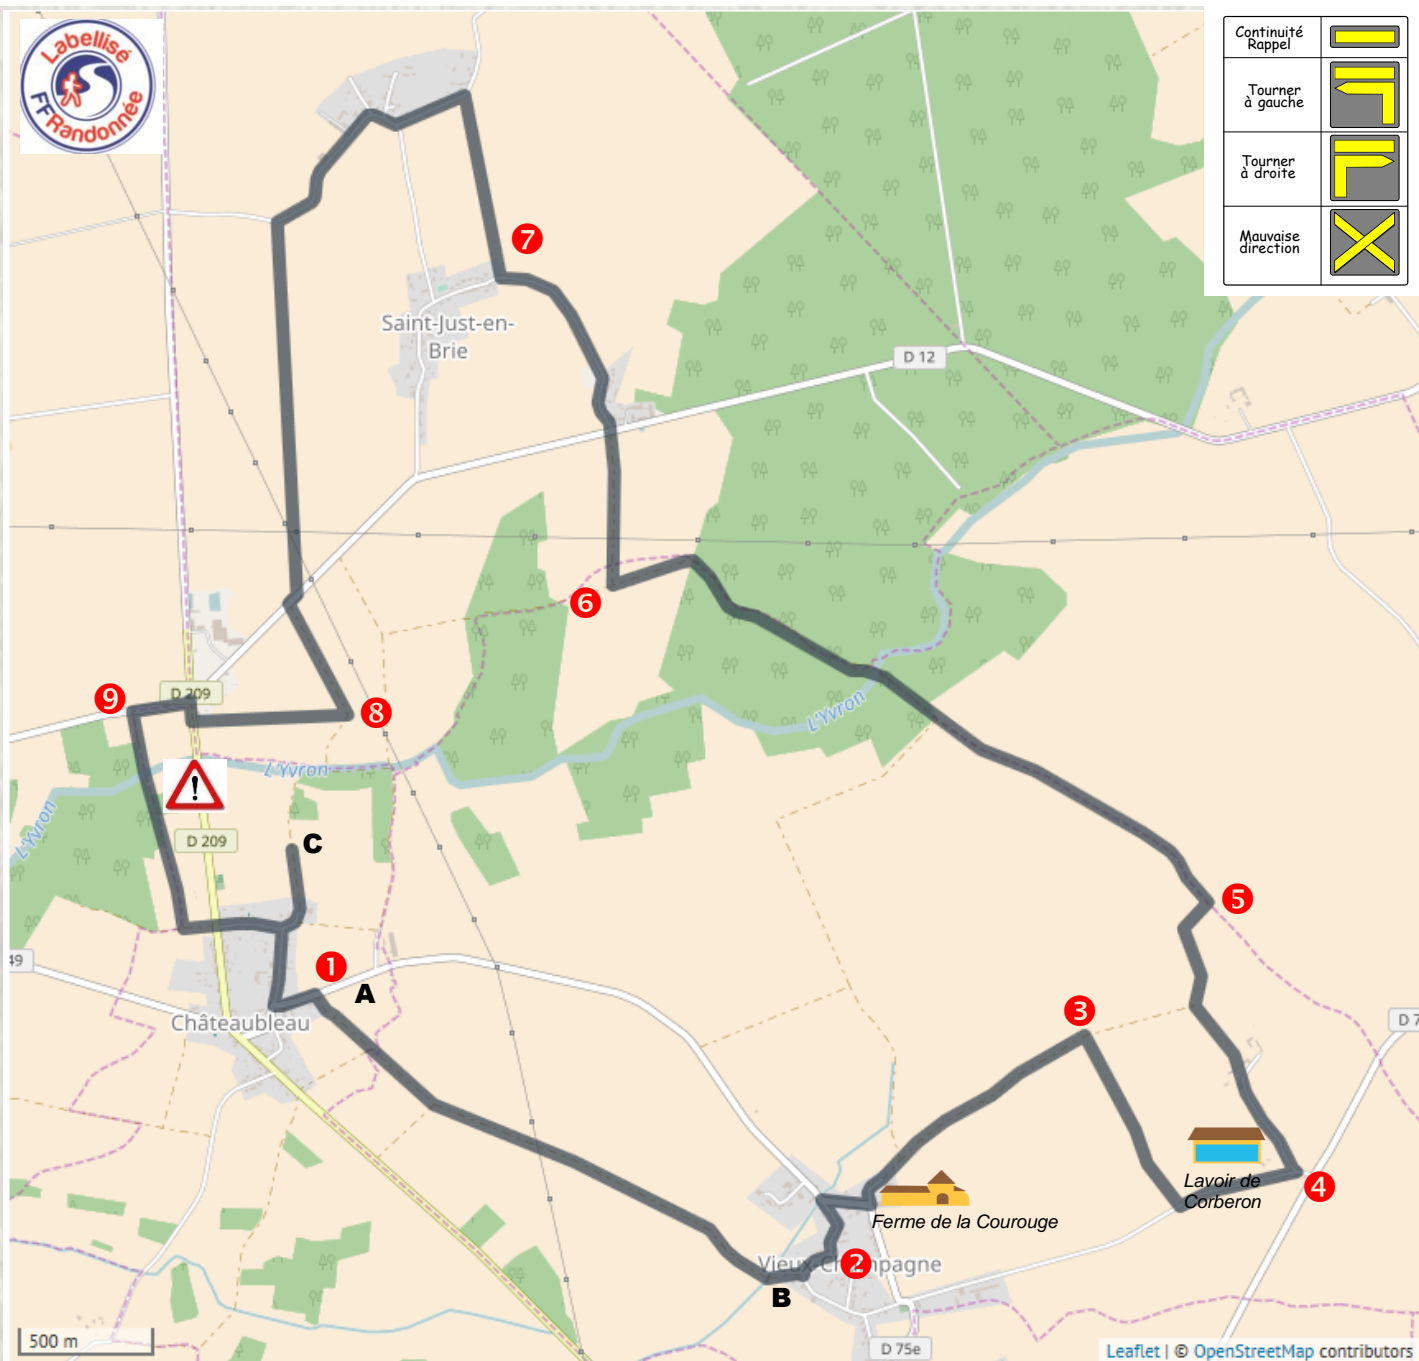 Labellisé
FFRandonnée
Continuité
Rappel
Tourner
à gauche
Tourner
à droite
Mauvaise
direction
7
Saint-Just-en-
Brie
D 12
6
9
D 209
8
L'Yvron
L'Yvron
L'Yvron
D 209
C
5
49
1
A
3
Châteaubleau
D 7
Lavoir de
Corberon
4
Ferme de la Courouge
Vieux-Champagne
2
B
500 m
D 75e
Leaflet | © OpenStreetMap contributors